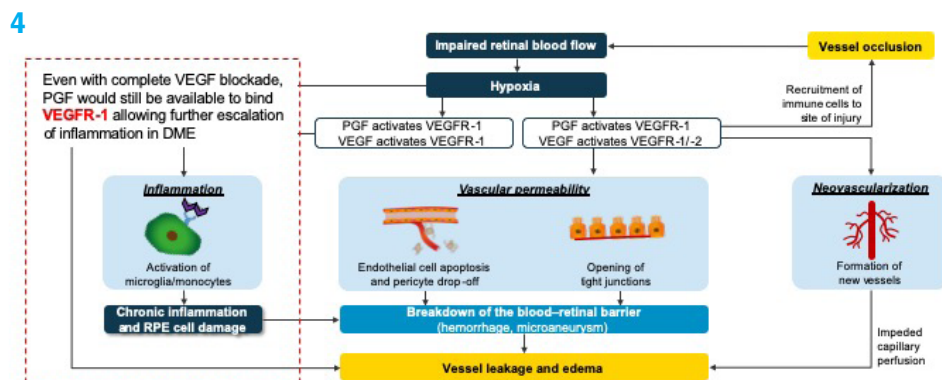 4
Impaired retinal blood flow
Vessel occlusion
Even with complete VEGF blockade,
PGF would still be available to bind
VEGFR-1 allowing further escalation
of inflammation in DME
Hypoxia
Recruitment of
immune cells to
site of injury
PGF activates VEGFR-1
VEGF activates VEGFR-1
PGF activates VEGFR-1
VEGF activates VEGFR-1/-2
Inflammation
Activation of
microglia/monocytes
Vascular permeability
Endothelial cell apoptosis
and pericyte drop-off
Opening of
tight junctions
Neovascularization
Formation of
new vessels
Chronic inflammation
and RPE cell damage
Breakdown of the blood–retinal barrier
(hemorrhage, microaneurysm)
Impeded
capillary
perfusion
Vessel leakage and edema